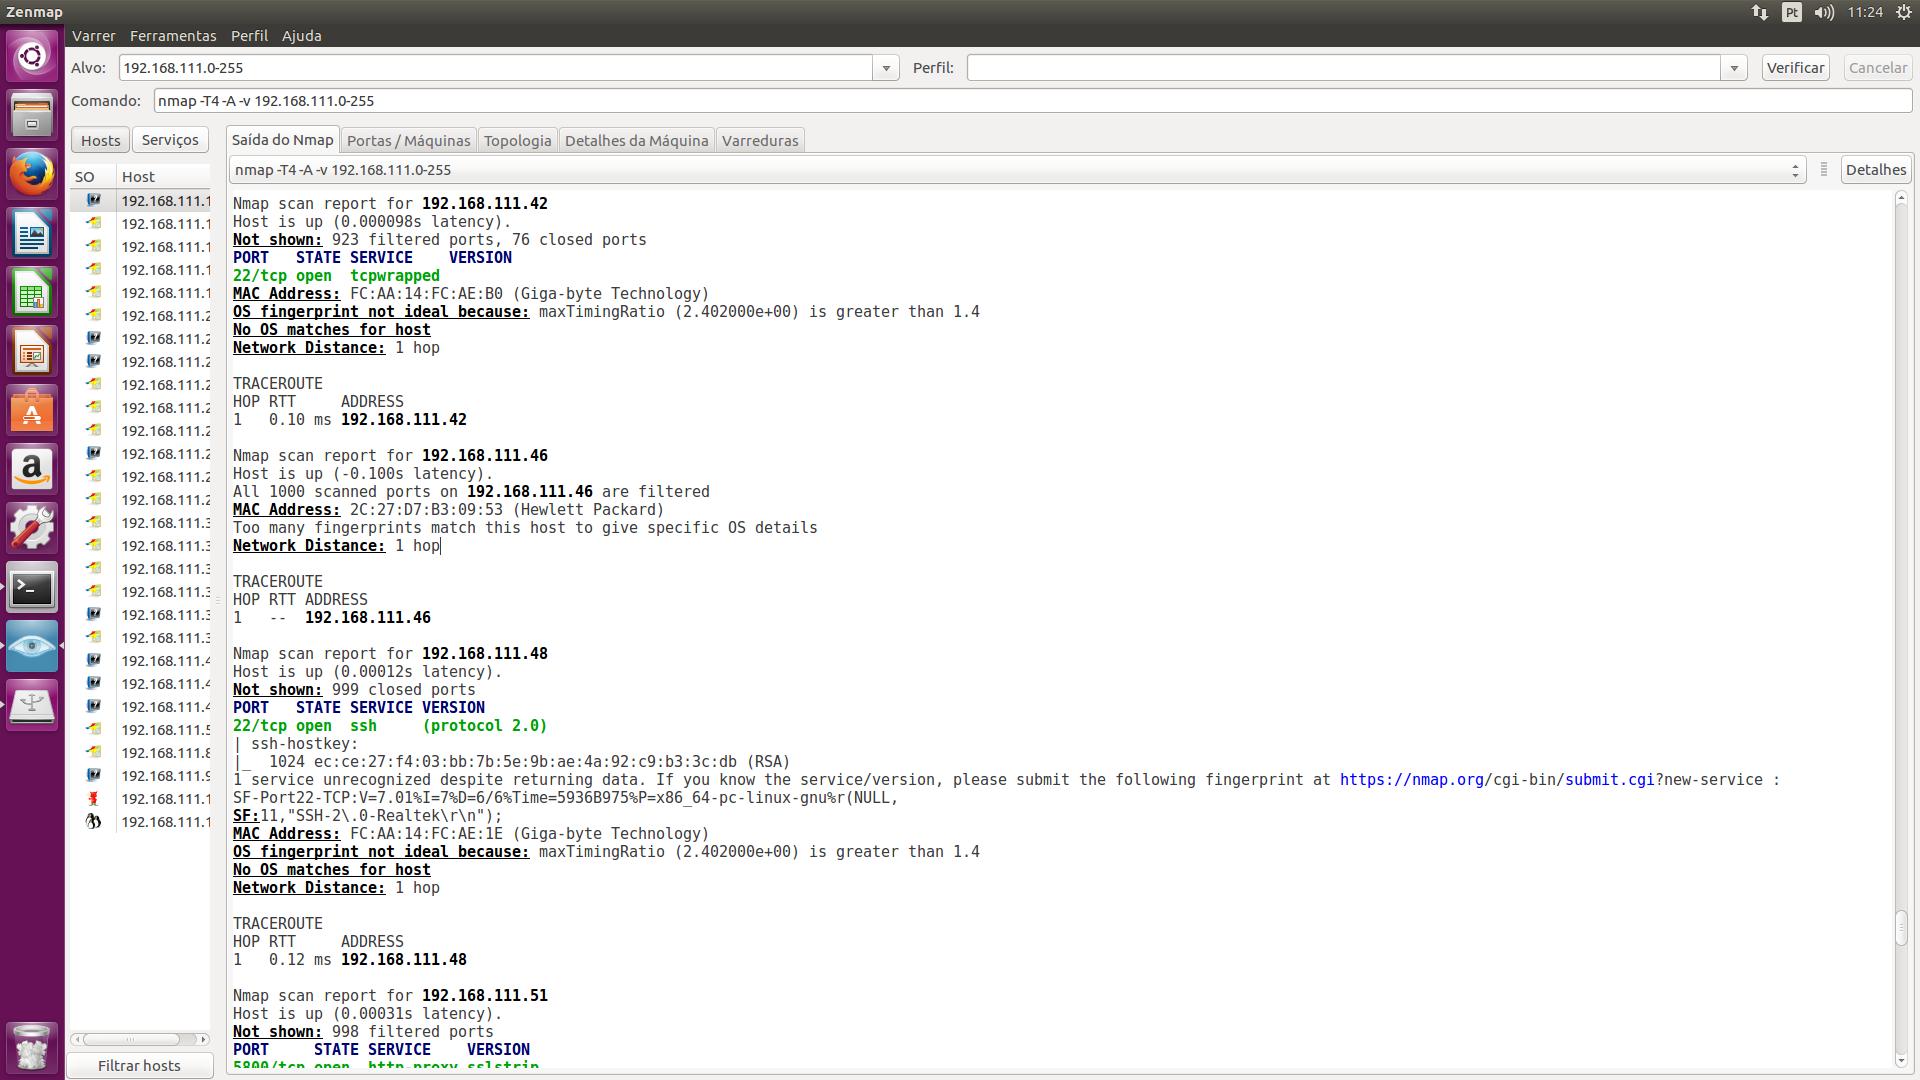 Zenmap
Pt
11:24
Varrer Ferramentas Perfil Ajuda
Alvo: 192.168.111.0-255 Perfil: Verificar Cancelar
Comando: nmap -T4 -A -v 192.168.111.0-255
Hosts Serviços
Saída do Nmap Portas / Máquinas Topologia Detalhes da Máquina Varreduras
nmap -T4 -A -v 192.168.111.0-255 Detalhes
SO Host
192.168.111.1
192.168.111.1
192.168.111.1
192.168.111.1
192.168.111.1
192.168.111.2
192.168.111.2
192.168.111.2
192.168.111.2
192.168.111.2
192.168.111.2
192.168.111.2
192.168.111.2
192.168.111.2
192.168.111.3
192.168.111.3
192.168.111.3
192.168.111.3
192.168.111.3
192.168.111.3
192.168.111.4
192.168.111.4
192.168.111.4
192.168.111.5
192.168.111.8
192.168.111.9
192.168.111.1
192.168.111.1
Filtrar hosts
Nmap scan report for 192.168.111.42
Host is up (0.000098s latency).
Not shown: 923 filtered ports, 76 closed ports
PORT   STATE SERVICE    VERSION
22/tcp open  tcpwrapped
MAC Address: FC:AA:14:FC:AE:B0 (Giga-byte Technology)
OS fingerprint not ideal because: maxTimingRatio (2.402000e+00) is greater than 1.4
No OS matches for host
Network Distance: 1 hop
TRACEROUTE
HOP RTT     ADDRESS
1   0.10 ms 192.168.111.42
Nmap scan report for 192.168.111.46
Host is up (-0.100s latency).
All 1000 scanned ports on 192.168.111.46 are filtered
MAC Address: 2C:27:D7:B3:09:53 (Hewlett Packard)
Too many fingerprints match this host to give specific OS details
Network Distance: 1 hop
TRACEROUTE
HOP RTT ADDRESS
1   --  192.168.111.46
Nmap scan report for 192.168.111.48
Host is up (0.00012s latency).
Not shown: 999 closed ports
PORT   STATE SERVICE VERSION
22/tcp open  ssh     (protocol 2.0)
| ssh-hostkey:
|_  1024 ec:ce:27:f4:03:bb:7b:5e:9b:ae:4a:92:c9:b3:3c:db (RSA)
1 service unrecognized despite returning data. If you know the service/version, please submit the following fingerprint at https://nmap.org/cgi-bin/submit.cgi?new-service :
SF-Port22-TCP:V=7.01%I=7%D=6/6%Time=5936B975%P=x86_64-pc-linux-gnu%r(NULL,
SF:11,"SSH-2\.0-Realtek\r\n");
MAC Address: FC:AA:14:FC:AE:1E (Giga-byte Technology)
OS fingerprint not ideal because: maxTimingRatio (2.402000e+00) is greater than 1.4
No OS matches for host
Network Distance: 1 hop
TRACEROUTE
HOP RTT     ADDRESS
1   0.12 ms 192.168.111.48
Nmap scan report for 192.168.111.51
Host is up (0.00031s latency).
Not shown: 998 filtered ports
PORT     STATE SERVICE    VERSION
5800/tcp open  http-proxy sslstrip